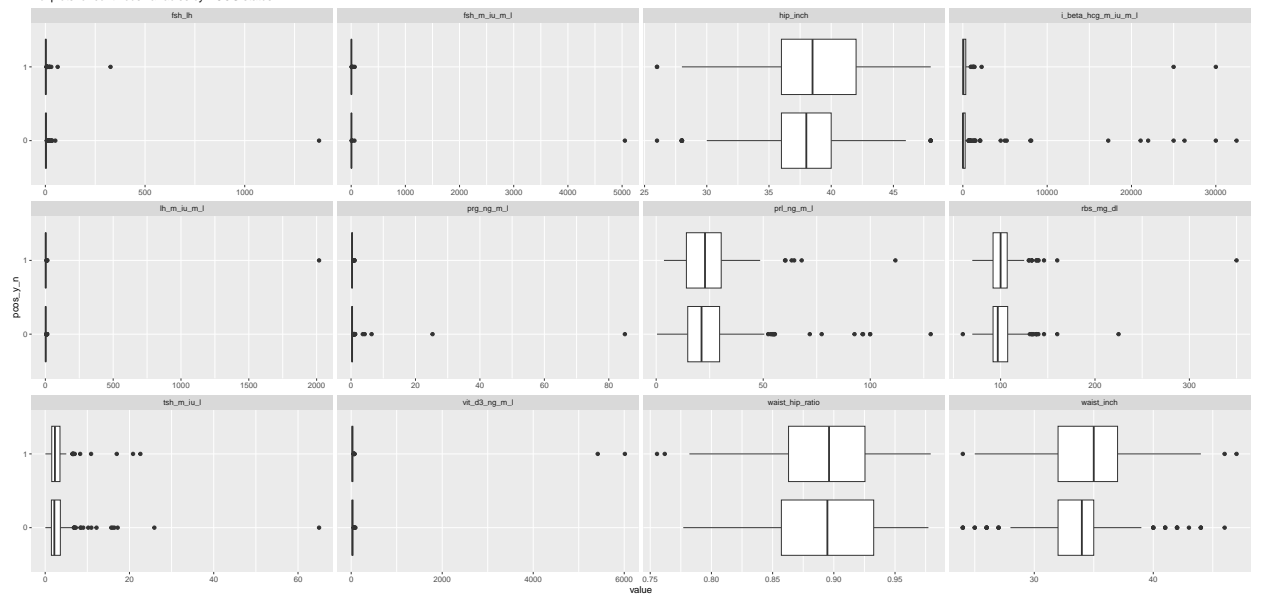 fsh_lh fsh_m_iu_m_l hip_inch i_beta_hcg_m_iu_m_l
1
0
0 500 1000 0 1000 2000 3000 4000 5000 25 30 35 40 45 0 10000 20000 30000
lh_m_iu_m_l prg_ng_m_l prl_ng_m_l rbs_mg_dl
pcos_y_n
1
0
0 500 1000 1500 2000 0 20 40 60 80 0 50 100 100 200 300
tsh_m_iu_l vit_d3_ng_m_l waist_hip_ratio waist_inch
1
0
0 20 40 60 0 2000 4000 6000 0.75 0.80 0.85 0.90 0.95 30 40
value